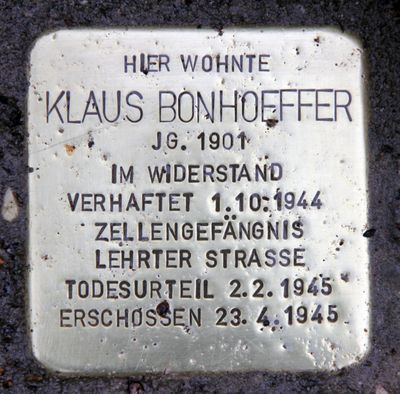 HIER WOHNTE
KLAUS BONHOEFFER
JG. 1901
IM WIDERSTAND
VERHAFTET 1.10.1944
ZELLENGEFÄNGNIS
LEHRTER STRASSE
TODESURTEIL 2.2.1945
ERSCHOSSEN 23.4.1945